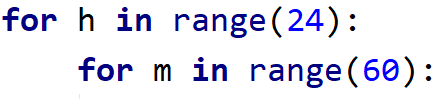 for h in range(24):
    for m in range(60):